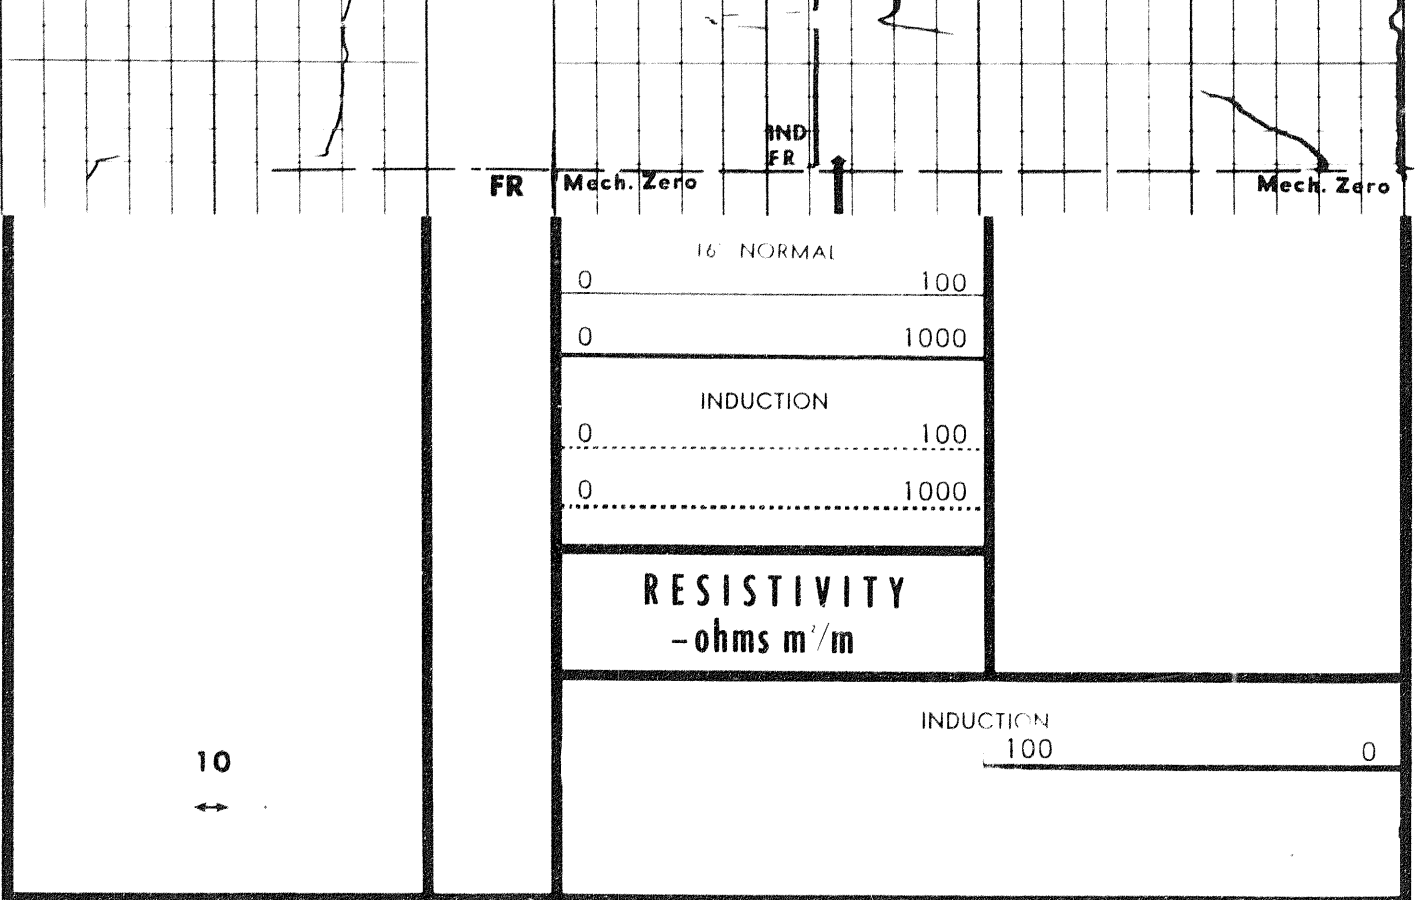 IND
FR
FR
Mech. Zero
Mech. Zero
16" NORMAL
0 100
0 1000
INDUCTION
0 100
0 1000
RESISTIVITY
-ohms m²/m
INDUCTION
100 0
10